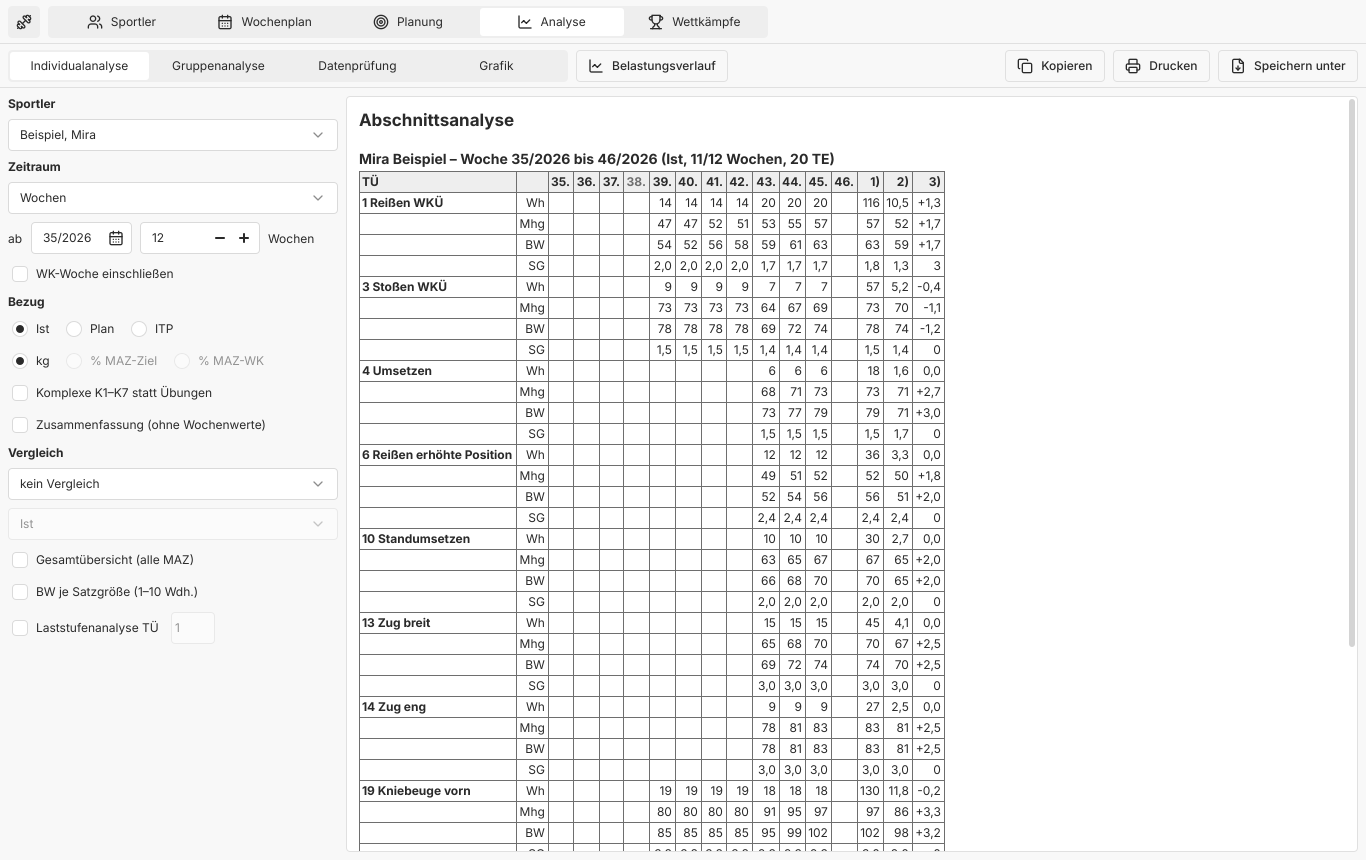 Sportler Wochenplan Planung Analyse Wettkämpfe
Individualanalyse Gruppenanalyse Datenprüfung Grafik Belastungsverlauf Kopieren Drucken Speichern unter
Sportler
Beispiel, Mira
Zeitraum
Wochen
ab 35/2026 12 Wochen
WK-Woche einschließen
Bezug
Ist Plan ITP
kg % MAZ-Ziel % MAZ-WK
Komplexe K1–K7 statt Übungen
Zusammenfassung (ohne Wochenwerte)
Vergleich
kein Vergleich
Ist
Gesamtübersicht (alle MAZ)
BW je Satzgröße (1–10 Wdh.)
Laststufenanalyse TÜ 1
Abschnittsanalyse
Mira Beispiel – Woche 35/2026 bis 46/2026 (Ist, 11/12 Wochen, 20 TE)
TÜ 35. 36. 37. 38. 39. 40. 41. 42. 43. 44. 45. 46. 1) 2) 3)
1 Reißen WKÜ Wh 14 14 14 14 20 20 20 116 10,5 +1,3
Mhg 47 47 52 51 53 55 57 57 52 +1,7
BW 54 52 56 58 59 61 63 63 59 +1,7
SG 2,0 2,0 2,0 2,0 1,7 1,7 1,7 1,8 1,3 3
3 Stoßen WKÜ Wh 9 9 9 9 7 7 7 57 5,2 -0,4
Mhg 73 73 73 73 64 67 69 73 70 -1,1
BW 78 78 78 78 69 72 74 78 74 -1,2
SG 1,5 1,5 1,5 1,5 1,4 1,4 1,4 1,5 1,4 0
4 Umsetzen Wh 6 6 6 18 1,6 0,0
Mhg 68 71 73 73 71 +2,7
BW 73 77 79 79 71 +3,0
SG 1,5 1,5 1,5 1,5 1,7 0
6 Reißen erhöhte Position Wh 12 12 12 36 3,3 0,0
Mhg 49 51 52 52 50 +1,8
BW 52 54 56 56 51 +2,0
SG 2,4 2,4 2,4 2,4 2,4 0
10 Standumsetzen Wh 10 10 10 30 2,7 0,0
Mhg 63 65 67 67 65 +2,0
BW 66 68 70 70 65 +2,0
SG 2,0 2,0 2,0 2,0 2,0 0
13 Zug breit Wh 15 15 15 45 4,1 0,0
Mhg 65 68 70 70 67 +2,5
BW 69 72 74 74 70 +2,5
SG 3,0 3,0 3,0 3,0 3,0 0
14 Zug eng Wh 9 9 9 27 2,5 0,0
Mhg 78 81 83 83 81 +2,5
BW 78 81 83 83 81 +2,5
SG 3,0 3,0 3,0 3,0 3,0 0
19 Kniebeuge vorn Wh 19 19 19 19 18 18 18 130 11,8 -0,2
Mhg 80 80 80 80 91 95 97 97 86 +3,3
BW 85 85 85 85 95 99 102 102 98 +3,2